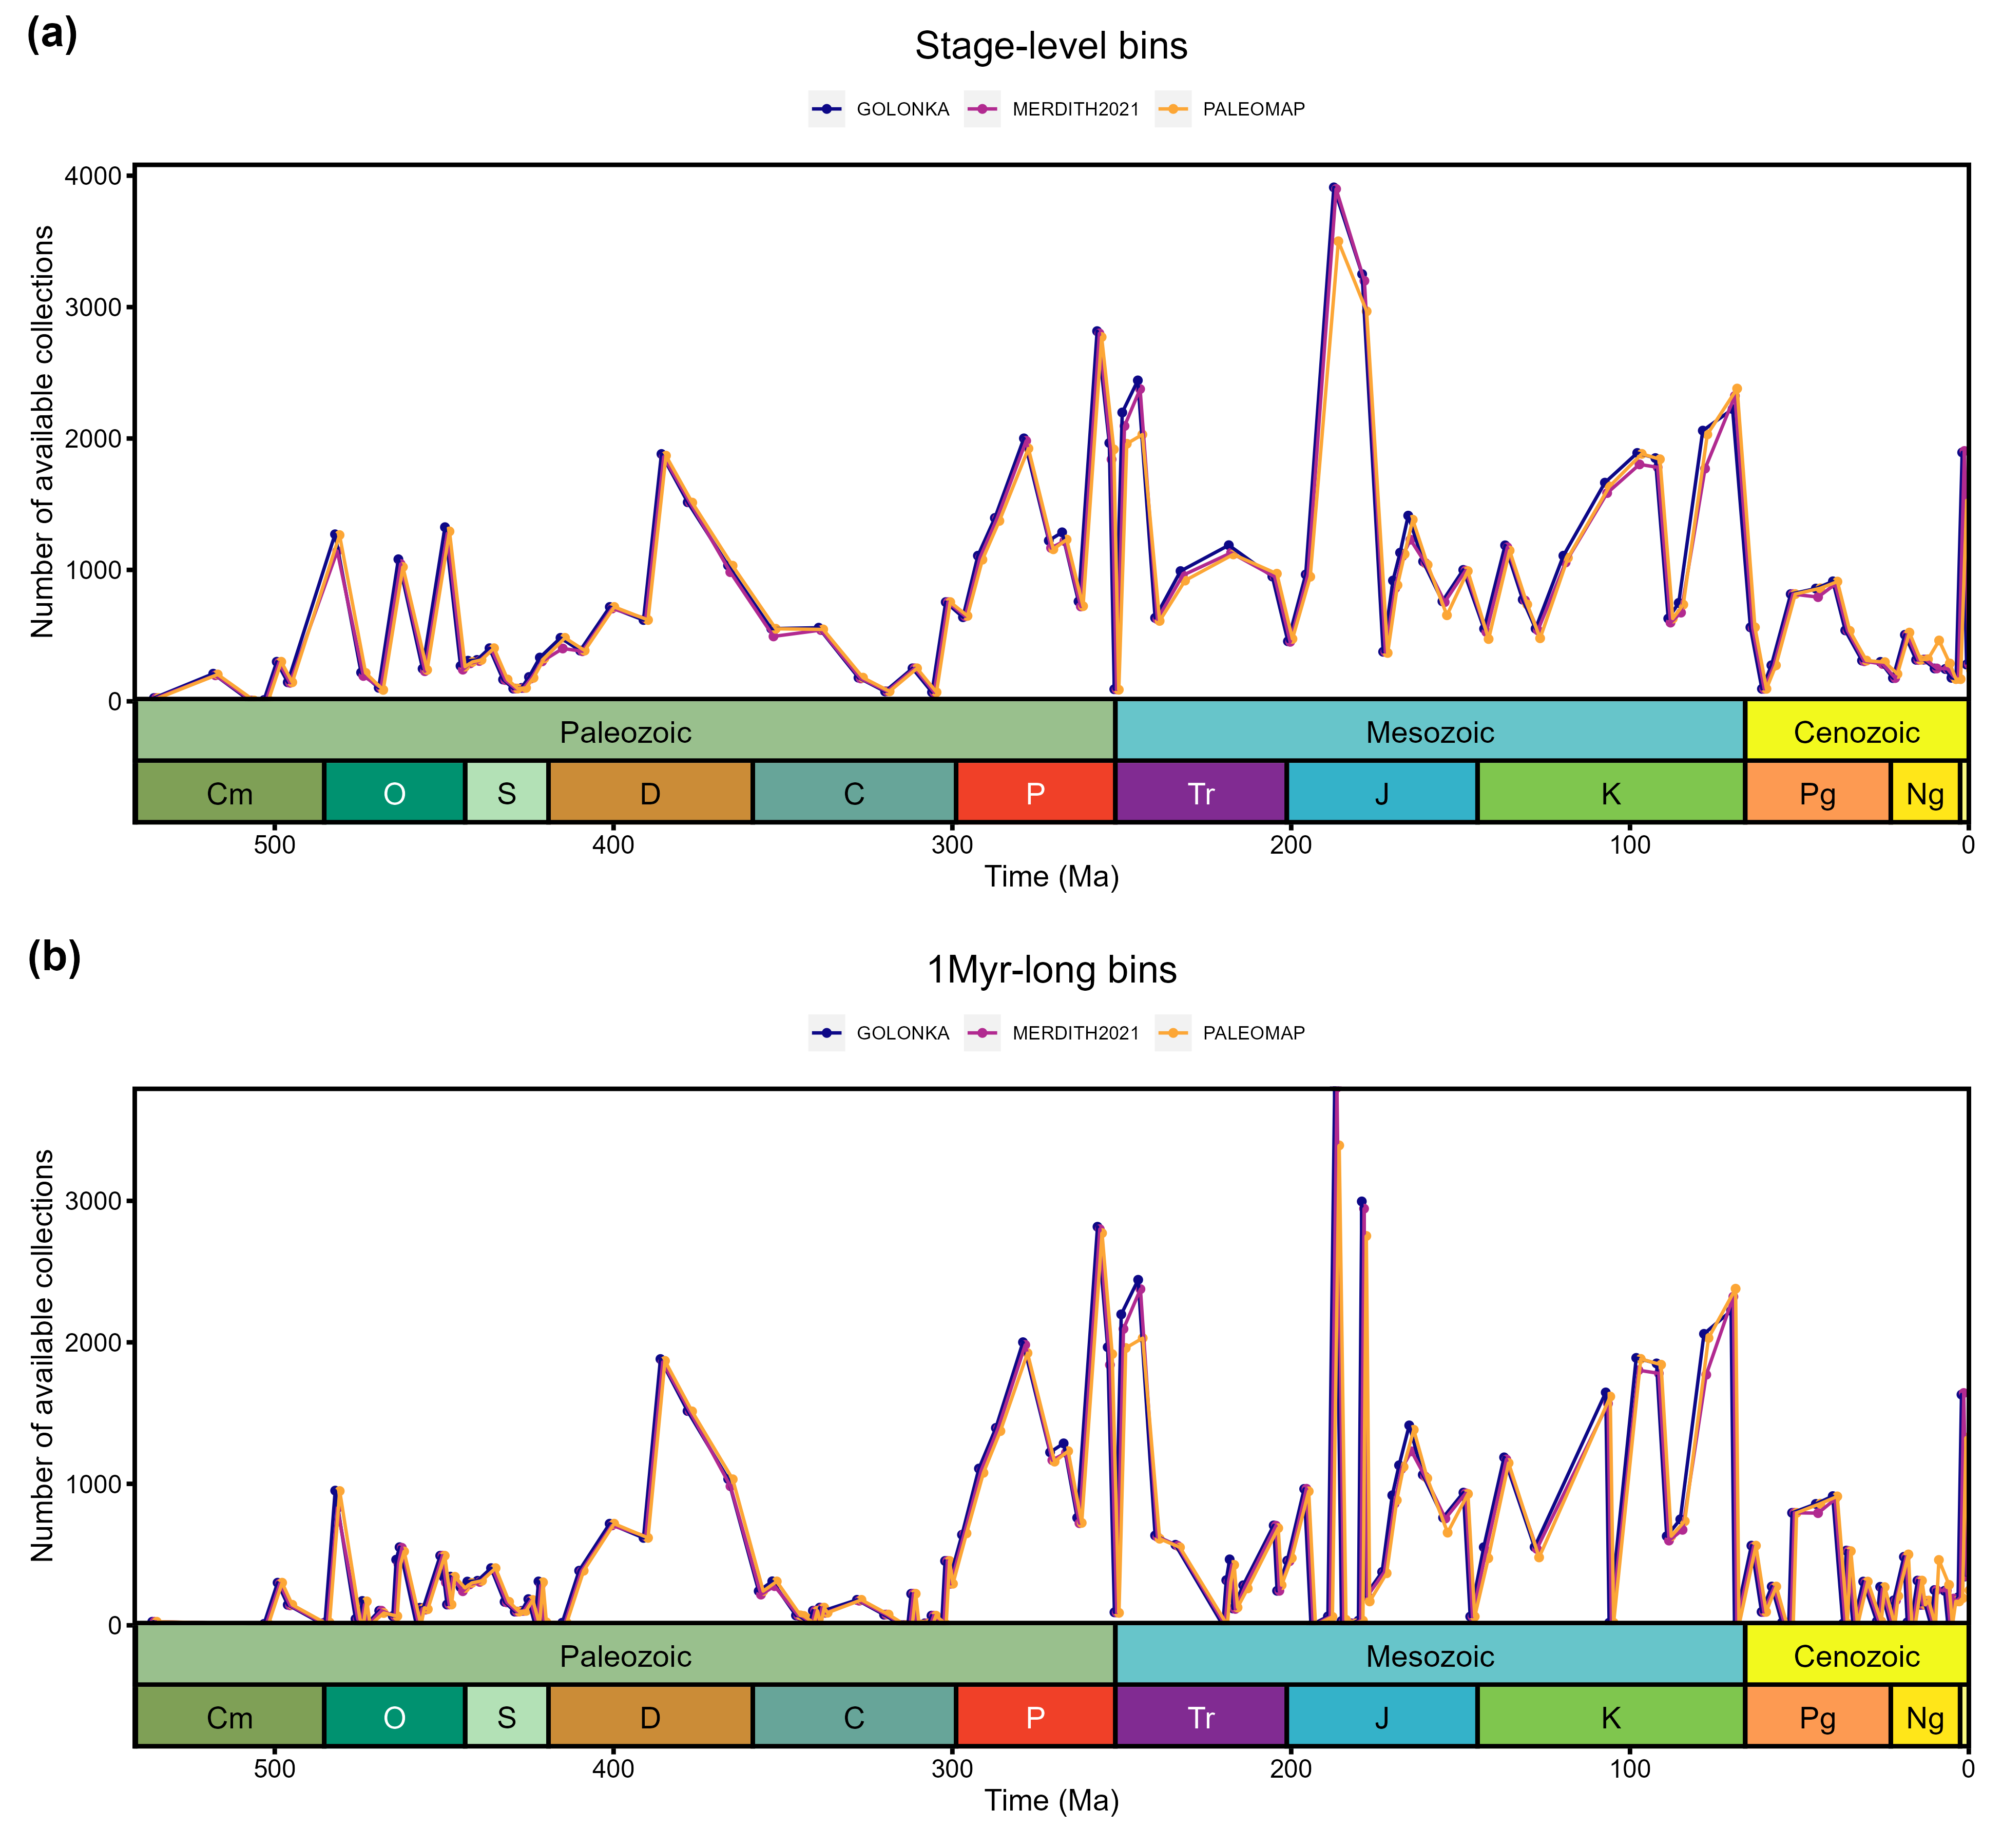 (a)
Stage-level bins
GOLONKA MERDITH2021 PALEOMAP
Number of available collections
4000
3000
2000
1000
0
Paleozoic Mesozoic Cenozoic
Cm O S D C P Tr J K Pg Ng
500 400 300 200 100 0
Time (Ma)
(b)
1Myr-long bins
GOLONKA MERDITH2021 PALEOMAP
Number of available collections
3000
2000
1000
0
Paleozoic Mesozoic Cenozoic
Cm O S D C P Tr J K Pg Ng
500 400 300 200 100 0
Time (Ma)